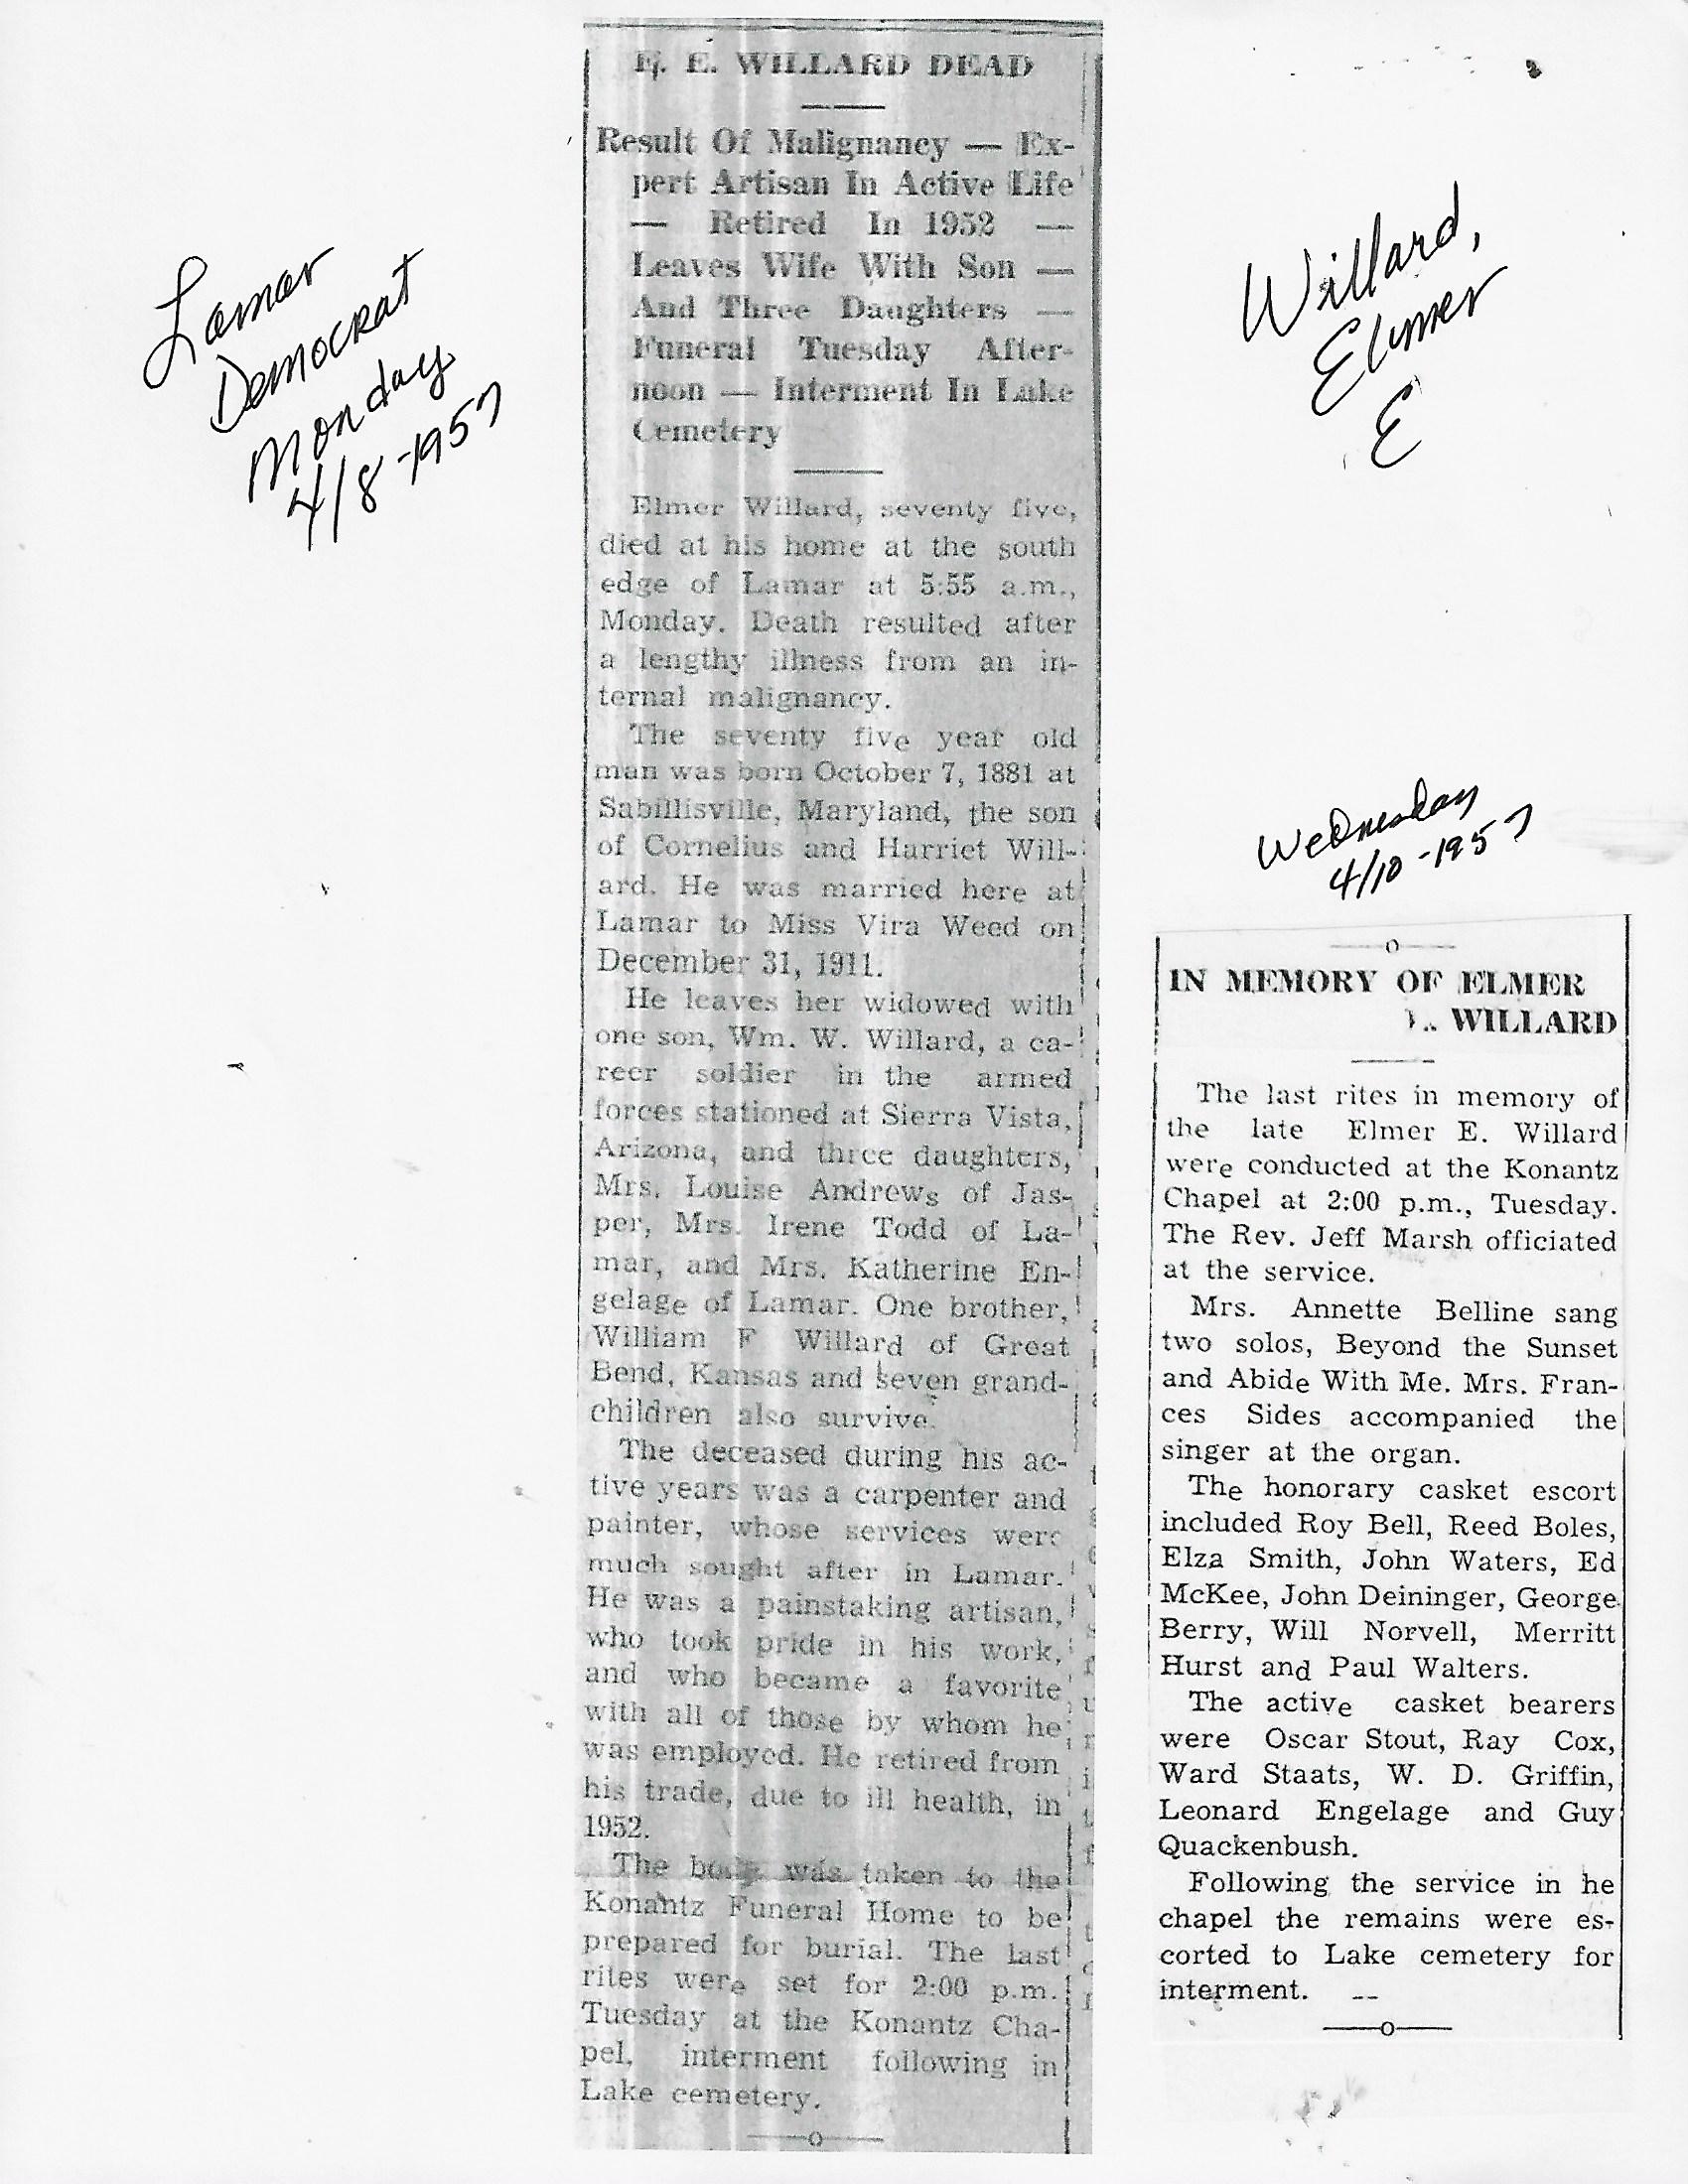 Lamar
Democrat
Monday
4/8-1957
E. E. WILLARD DEAD
Result Of Malignancy — Ex-
pert Artisan In Active Life
— Retired In 1952 —
Leaves Wife With Son —
And Three Daughters —
Funeral Tuesday After-
noon — Interment In Lake
Cemetery
Elmer Willard, seventy five,
died at his home at the south
edge of Lamar at 5:55 a.m.,
Monday. Death resulted after
a lengthy illness from an in-
ternal malignancy.
The seventy five year old
man was born October 7, 1881 at
Sabillisville, Maryland, the son
of Cornelius and Harriet Will-
ard. He was married here at
Lamar to Miss Vira Weed on
December 31, 1911.
He leaves her widowed with
one son, Wm. W. Willard, a ca-
reer soldier in the armed
forces stationed at Sierra Vista,
Arizona, and three daughters,
Mrs. Louise Andrews of Jas-
per, Mrs. Irene Todd of La-
mar, and Mrs. Katherine En-
gelage of Lamar. One brother,
William F Willard of Great
Bend, Kansas and seven grand-
children also survive.
The deceased during his ac-
tive years was a carpenter and
painter, whose services were
much sought after in Lamar.
He was a painstaking artisan,
who took pride in his work,
and who became a favorite
with all of those by whom he
was employed. He retired from
his trade, due to ill health, in
1952.
The body was taken to the
Konantz Funeral Home to be
prepared for burial. The last
rites were set for 2:00 p.m.
Tuesday at the Konantz Cha-
pel, interment following in
Lake cemetery.
Willard,
Elmer
E
Wednesday
4/10-1957
IN MEMORY OF ELMER
WILLARD
The last rites in memory of
the late Elmer E. Willard
were conducted at the Konantz
Chapel at 2:00 p.m., Tuesday.
The Rev. Jeff Marsh officiated
at the service.
Mrs. Annette Belline sang
two solos, Beyond the Sunset
and Abide With Me. Mrs. Fran-
ces Sides accompanied the
singer at the organ.
The honorary casket escort
included Roy Bell, Reed Boles,
Elza Smith, John Waters, Ed
McKee, John Deininger, George
Berry, Will Norvell, Merritt
Hurst and Paul Walters.
The active casket bearers
were Oscar Stout, Ray Cox,
Ward Staats, W. D. Griffin,
Leonard Engelage and Guy
Quackenbush.
Following the service in he
chapel the remains were es-
corted to Lake cemetery for
interment. --